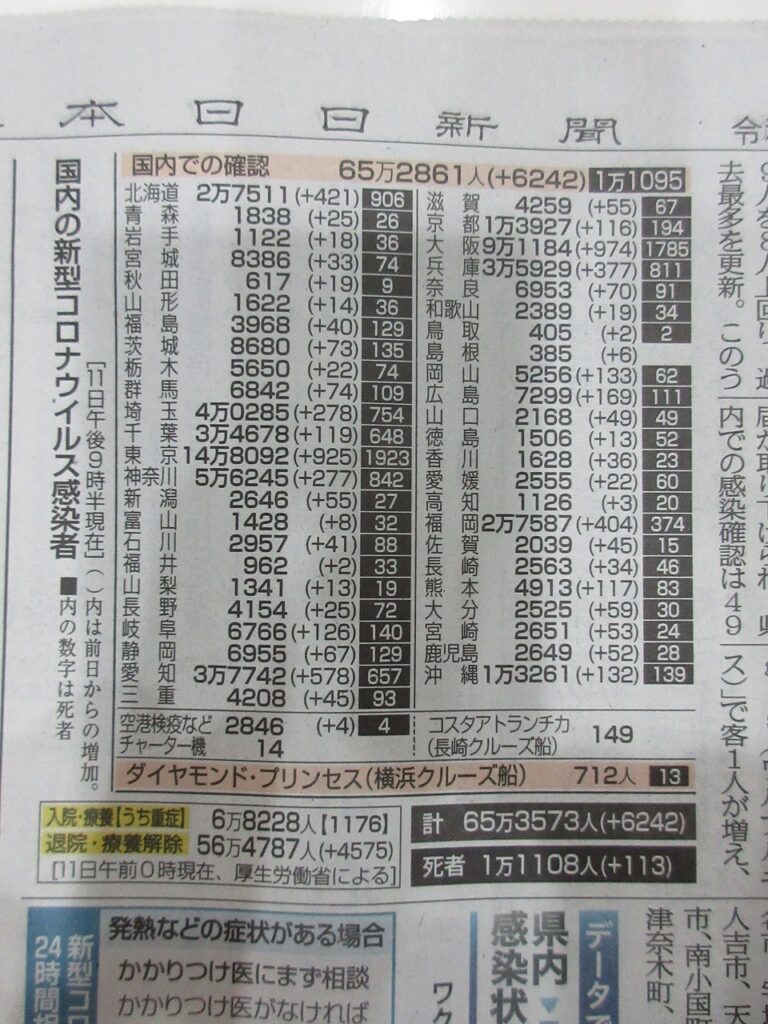 本日日新聞
令
国内の新型コロナウイルス感染者
[11日午後9時半現在]()内は前日からの増加。
■内の数字は死者
国内での確認 65万2861人(+6242) 1万1095
北海道 2万7511(+421) 906
青森 1838 (+25) 26
岩手 1122 (+18) 36
宮城 8386 (+33) 74
秋田 617 (+19) 9
山形 1622 (+14) 36
福島 3968 (+40) 129
茨城 8680 (+73) 135
栃木 5650 (+22) 74
群馬 6842 (+74) 109
埼玉 4万0285(+278) 754
千葉 3万4678(+119) 648
東京 14万8092(+925) 1923
神奈川 5万6245(+277) 842
新潟 2646 (+55) 27
富山 1428 (+8) 32
石川 2957 (+41) 88
福井 962 (+2) 33
山梨 1341 (+13) 19
長野 4154 (+25) 72
岐阜 6766(+126) 140
静岡 6955 (+67) 129
愛知 3万7742(+578) 657
三重 4208 (+45) 93
滋賀 4259 (+55) 67
京都 1万3927(+116) 194
大阪 9万1184(+974) 1785
兵庫 3万5929(+377) 811
奈良 6953 (+70) 91
和歌山 2389 (+19) 34
鳥取 405 (+2) 2
島根 385 (+6)
岡山 5256(+133) 62
広島 7299(+169) 111
山口 2168 (+49) 49
徳島 1506 (+13) 52
香川 1628 (+36) 23
愛媛 2555 (+22) 60
高知 1126 (+3) 20
福岡 2万7587(+404) 374
佐賀 2039 (+45) 15
長崎 2563 (+34) 46
熊本 4913(+117) 83
大分 2525 (+59) 30
宮崎 2651 (+53) 24
鹿児島 2649 (+52) 28
沖縄 1万3261(+132) 139
空港検疫など 2846 (+4) 4
チャーター機 14
コスタアトランチカ
(長崎クルーズ船) 149
ダイヤモンド・プリンセス(横浜クルーズ船) 712人 13
入院・療養【うち重症】 6万8228人【1176】
退院・療養解除 56万4787人(+4575)
[11日午前0時現在、厚生労働省による]
計 65万3573人(+6242)
死者 1万1108人(+113)
去最多を更新。このう
内での感染確認は49
ス)」で客1人が増え、
新型コロ
24時間
発熱などの症状がある場合
かかりつけ医にまず相談
かかりつけ医がなければ
県内
感染状
ワク
データで
人吉市、天
市、南小国町
津奈木町、